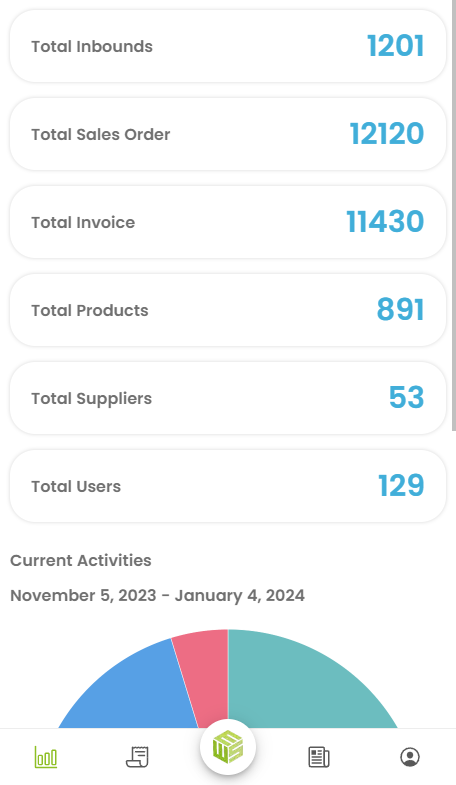 Total Inbounds 1201
Total Sales Order 12120
Total Invoice 11430
Total Products 891
Total Suppliers 53
Total Users 129
Current Activities
November 5, 2023 - January 4, 2024